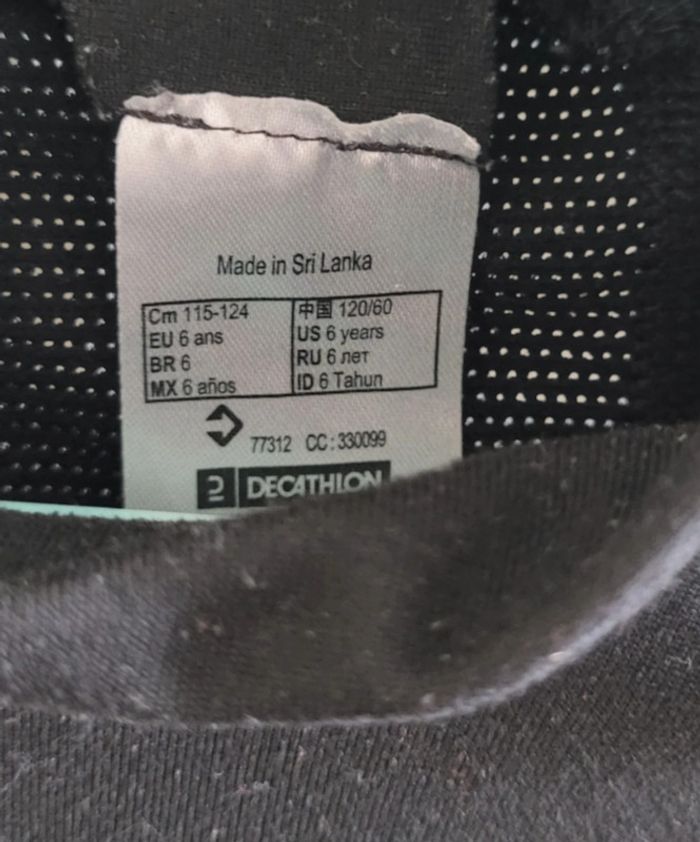 Made in Sri Lanka
Cm 115-124 中国 120/60
EU 6 ans US 6 years
BR 6 RU 6 лет
MX 6 años ID 6 Tahun
77312 CC : 330099
DECATHLON